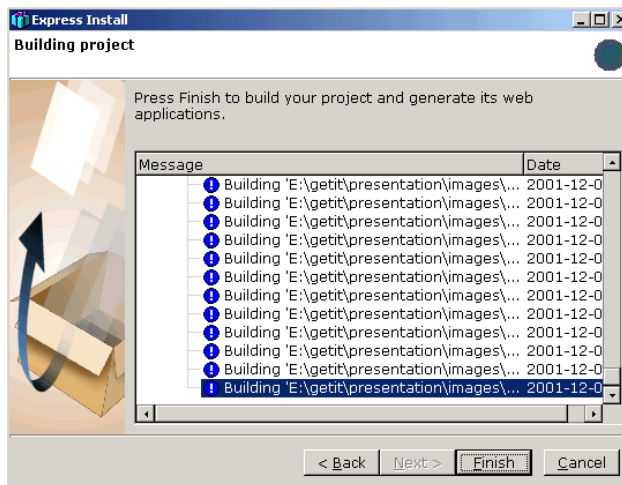 Express Install
Building project
Press Finish to build your project and generate its web
applications.
Message Date
Building 'E:\getit\presentation\images\... 2001-12-0
Building 'E:\getit\presentation\images\... 2001-12-0
Building 'E:\getit\presentation\images\... 2001-12-0
Building 'E:\getit\presentation\images\... 2001-12-0
Building 'E:\getit\presentation\images\... 2001-12-0
Building 'E:\getit\presentation\images\... 2001-12-0
Building 'E:\getit\presentation\images\... 2001-12-0
Building 'E:\getit\presentation\images\... 2001-12-0
Building 'E:\getit\presentation\images\... 2001-12-0
Building 'E:\getit\presentation\images\... 2001-12-0
Building 'E:\getit\presentation\images\... 2001-12-0
Building 'E:\getit\presentation\images\... 2001-12-0
< Back Next > Finish Cancel